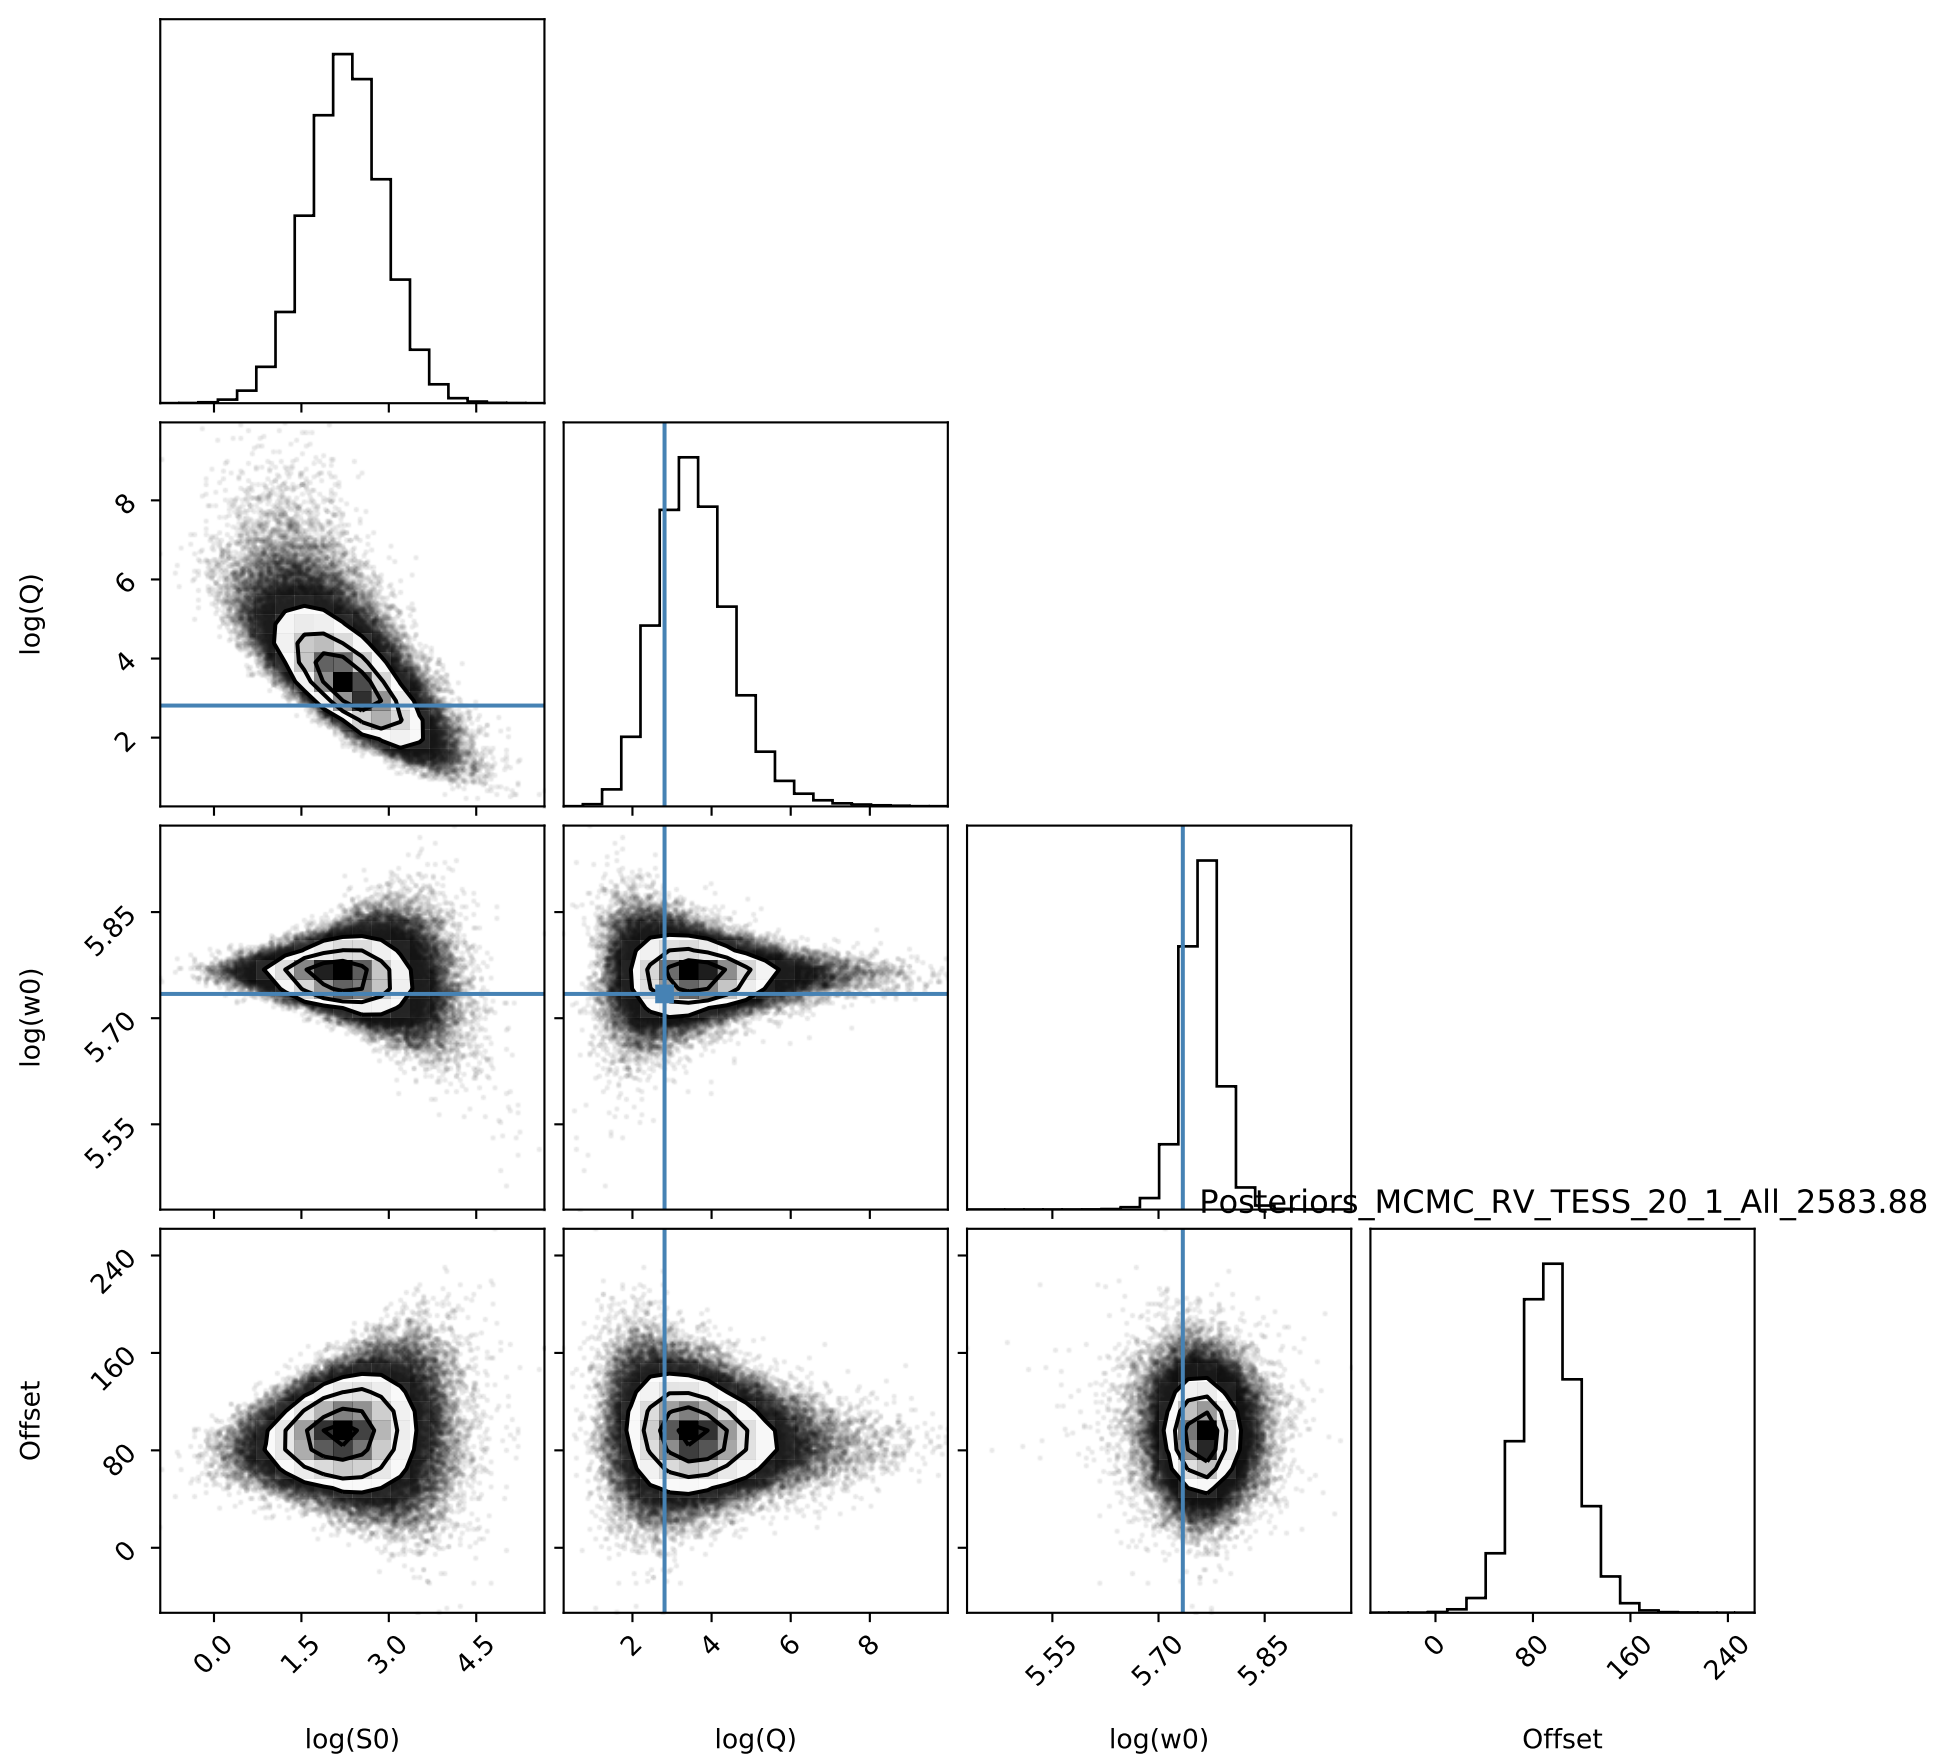 log(Q)
8
6
4
2
log(w0)
5.85
5.70
5.55
Posteriors_MCMC_RV_TESS_20_1_All_2583.88
Offset
240
160
80
0
0.0 1.5 3.0 4.5 2 4 6 8 5.55 5.70 5.85 0 80 160 240
log(S0) log(Q) log(w0) Offset